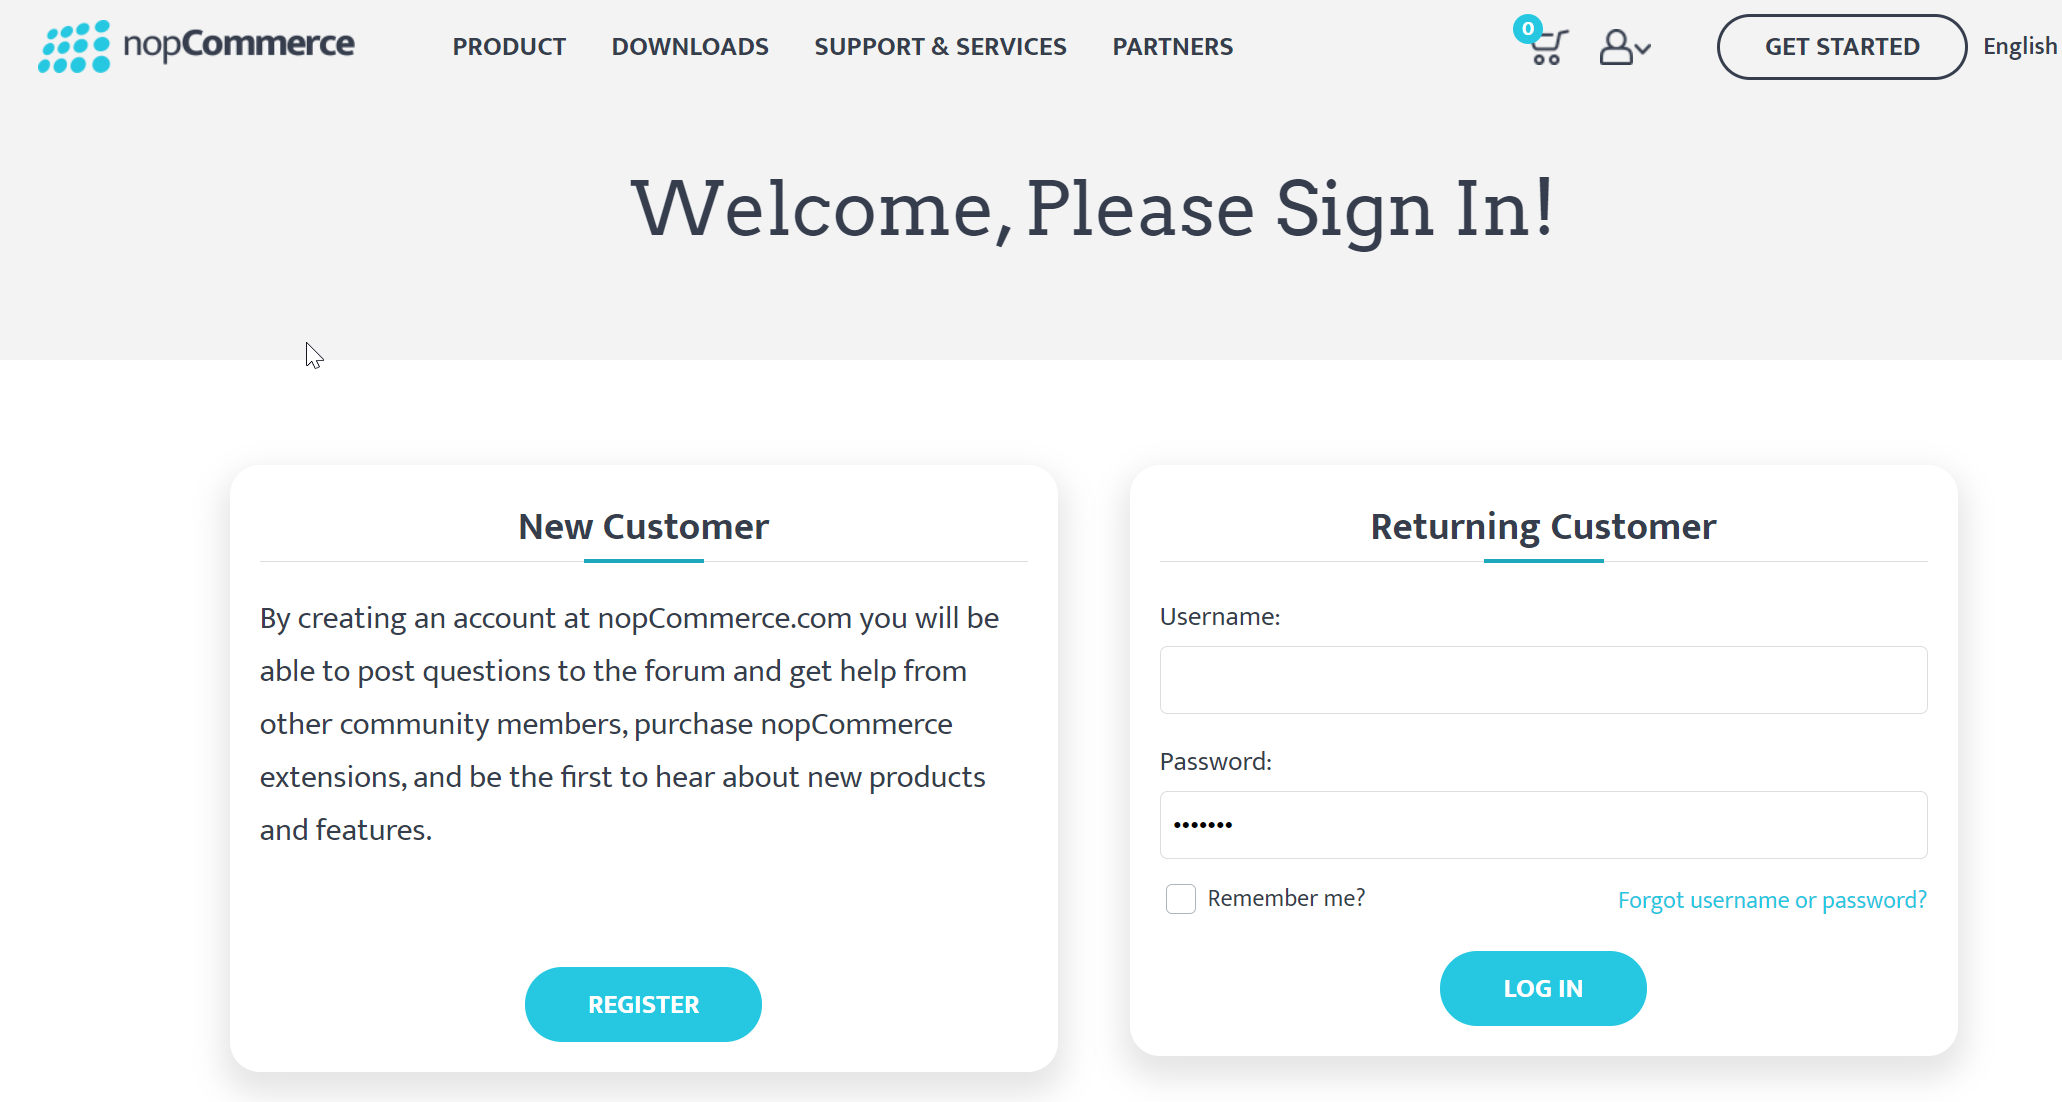 nopCommerce
PRODUCT DOWNLOADS SUPPORT & SERVICES PARTNERS
0
GET STARTED
English
Welcome, Please Sign In!
New Customer
By creating an account at nopCommerce.com you will be
able to post questions to the forum and get help from
other community members, purchase nopCommerce
extensions, and be the first to hear about new products
and features.
REGISTER
Returning Customer
Username:
Password:
•••••••
Remember me?
Forgot username or password?
LOG IN